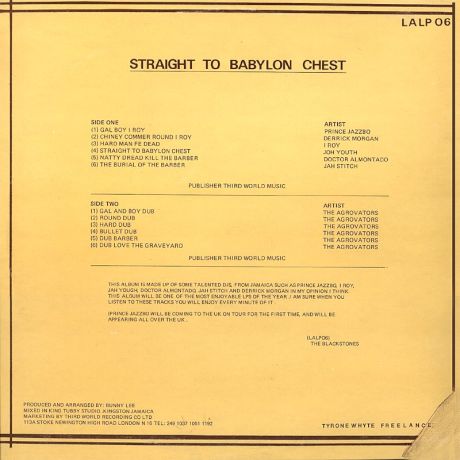 LALP 06
STRAIGHT TO BABYLON CHEST
SIDE ONE ARTIST
(1) GAL BOY I ROY PRINCE JAZZBO
(2) CHINEY COMMER ROUND I ROY DERRICK MORGAN
(3) HARD MAN FE DEAD I ROY
(4) STRAIGHT TO BABYLON CHEST JOH YOUTH
(5) NATTY DREAD KILL THE BARBER DOCTOR ALMONTADO
(6) THE BURIAL OF THE BARBER JAH STITCH
PUBLISHER THIRD WORLD MUSIC
SIDE TWO ARTIST
(1) GAL AND BOY DUB THE AGROVATORS
(2) ROUND DUB THE AGROVATORS
(3) HARD DUB THE AGROVATORS
(4) BULLET DUB THE AGROVATORS
(5) DUB BARBER THE AGROVATORS
(6) DUB LOVE THE GRAVEYARD THE AGROVATORS
PUBLISHER THIRD WORLD MUSIC
THIS ALBUM IS MADE UP OF SOME TALENTED DJS, FROM JAMAICA SUCH AS PRINCE JAZZBO, I ROY,
JAH YOUGH, DOCTOR ALMONTADO, JAH STITCH AND DERRICK MORGAN IN MY OPINION I THINK
THIS ALBUM WILL BE ONE OF THE MOST ENJOYABLE LPS OF THE YEAR. I AM SURE WHEN YOU
LISTEN TO THESE TRACKS YOU WILL ENJOY EVERY MINUTE OF IT.
(PRINCE JAZZBO WILL BE COMING TO THE UK ON TOUR FOR THE FIRST TIME, AND WILL BE
APPEARING ALL OVER THE UK.
(LALP06)
THE BLACKSTONES
PRODUCED AND ARRANGED BY: BUNNY LEE
MIXED IN KING TUBBY STUDIO .KINGSTON JAMAICA
MARKETING BY THIRD WORLD RECORDING CO LTD
113A STOKE NEWINGTON HIGH ROAD LONDON N 16 TEL: 249 1037 1061 1192
TYRONE WHYTE FREELANCE